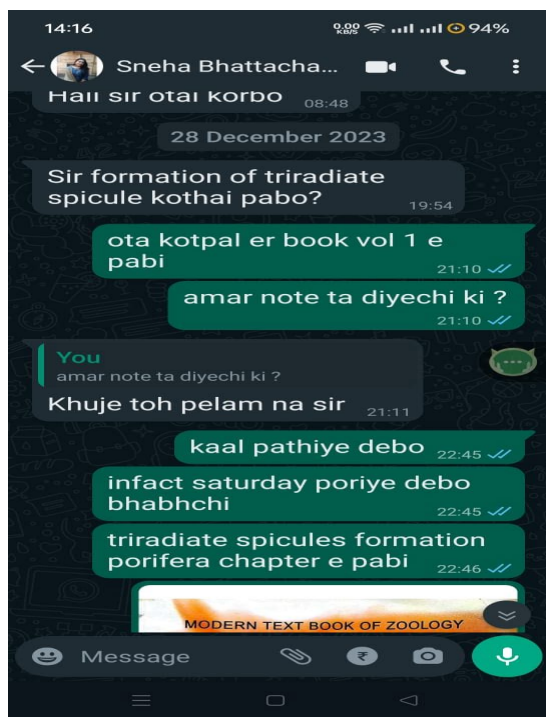 14:16
0.00 KB/S 94%
Sneha Bhattacha...
Haii sir otai korbo 08:48
28 December 2023
Sir formation of triradiate
spicule kothai pabo? 19:54
ota kotpal er book vol 1 e
pabi 21:10
amar note ta diyechi ki ?
21:10
You
amar note ta diyechi ki ?
Khuje toh pelam na sir 21:11
kaal pathiye debo 22:45
infact saturday poriye debo
bhabhchi 22:45
triradiate spicules formation
porifera chapter e pabi 22:46
MODERN TEXT BOOK OF ZOOLOGY
Message ₹